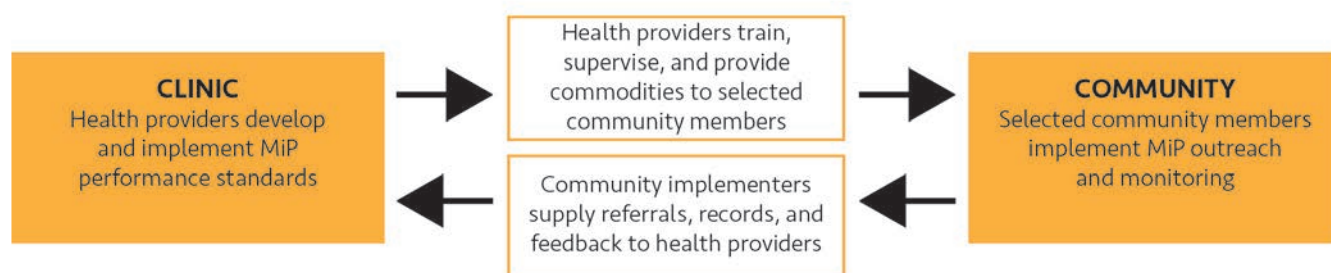 CLINIC
Health providers develop
and implement MiP
performance standards
Health providers train,
supervise, and provide
commodities to selected
community members
Community implementers
supply referrals, records, and
feedback to health providers
COMMUNITY
Selected community members
implement MiP outreach
and monitoring